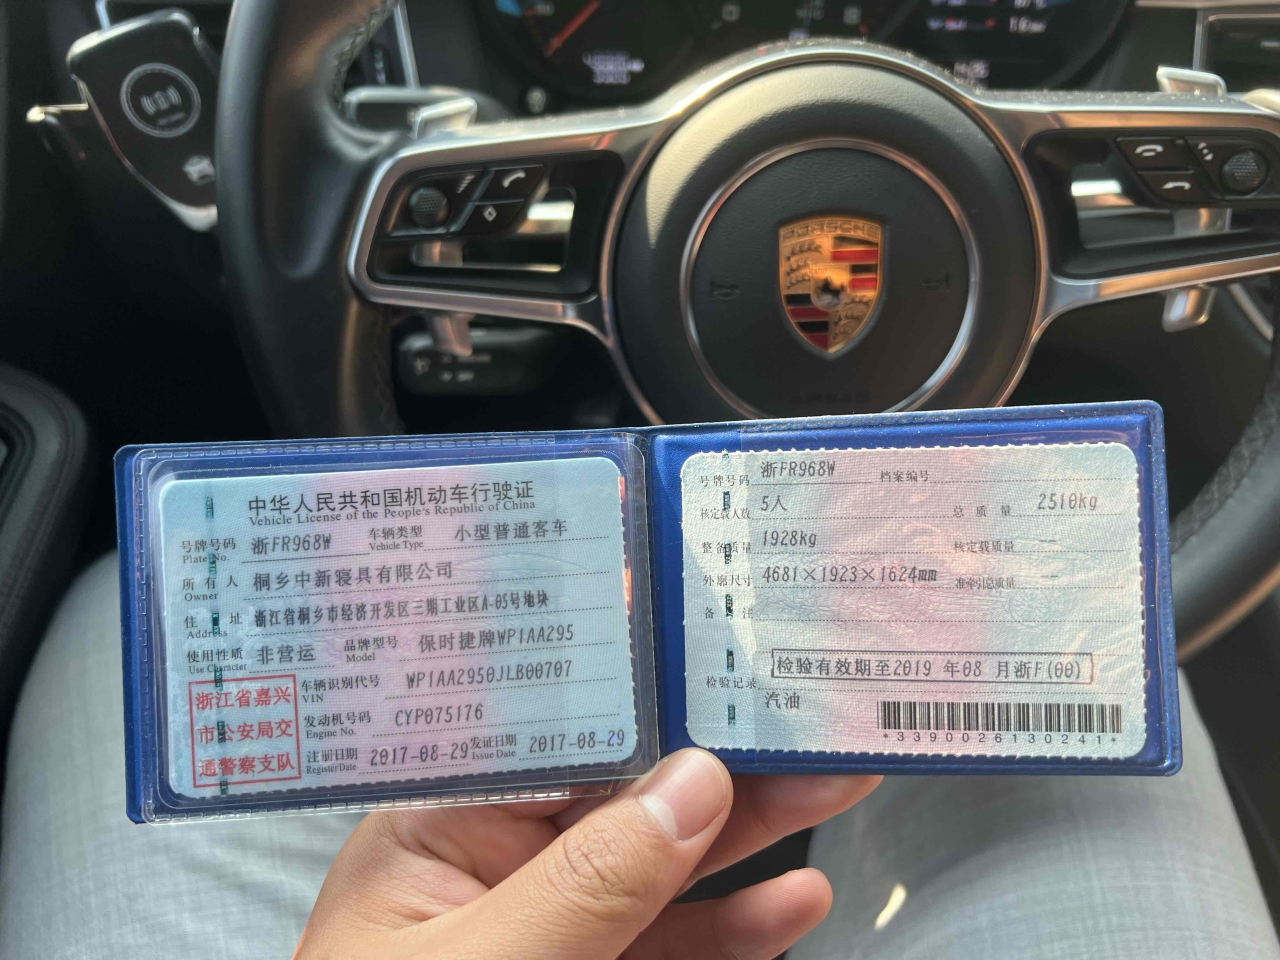 PORSCHE
中华人民共和国机动车行驶证
Vehicle License of the People's Republic of China
号牌号码 浙FR968W 车辆类型 小型普通客车
Plate No. Vehicle Type
所有人 桐乡中新寝具有限公司
Owner
住址 浙江省桐乡市经济开发区三期工业区A-05号地块
Address
使用性质 非营运 品牌型号 保时捷牌WP1AA295
Use Character Model
浙江省嘉兴
市公安局交
通警察支队
车辆识别代号 WP1AA2950JLB00707
VIN
发动机号码 CYP075176
Engine No.
注册日期 2017-08-29 发证日期 2017-08-29
Register Date Issue Date
号牌号码 浙FR968W 档案编号
核定载人数 5人 总质量 2510kg
整备质量 1928kg 核定载质量 —
外廓尺寸 4681×1923×1624mm 准牵引总质量 —
备注
检验有效期至2019 年08 月浙F(00)
检验记录
汽油
*3390026130241*